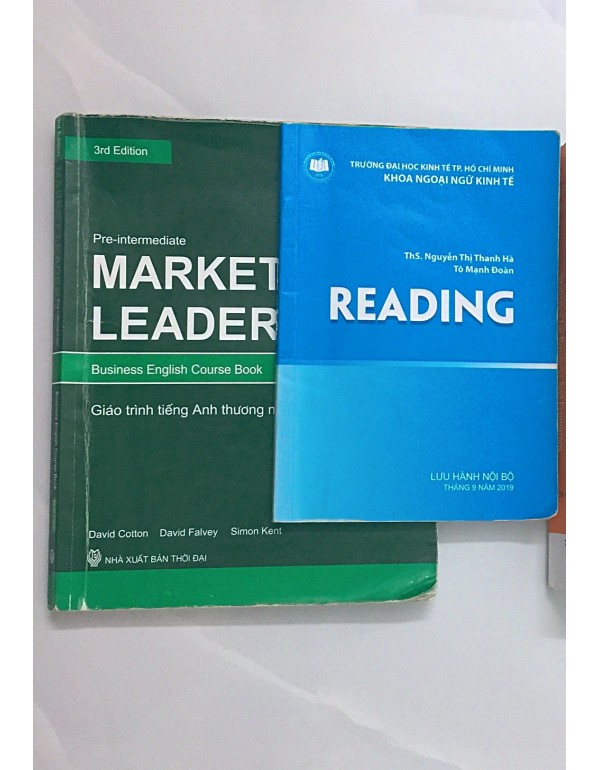 3rd Edition
Pre-intermediate
MARKET
LEADER
Business English Course Book
Giáo trình tiếng Anh thương
David Cotton David Falvey Simon Kent
NHÀ XUẤT BẢN THỜI ĐẠI
TRƯỜNG ĐẠI HỌC KINH TẾ TP. HỒ CHÍ MINH
KHOA NGOẠI NGỮ KINH TẾ
ThS. Nguyễn Thị Thanh Hà
Tô Mạnh Đoàn
READING
LƯU HÀNH NỘI BỘ
THÁNG 9 NĂM 2019